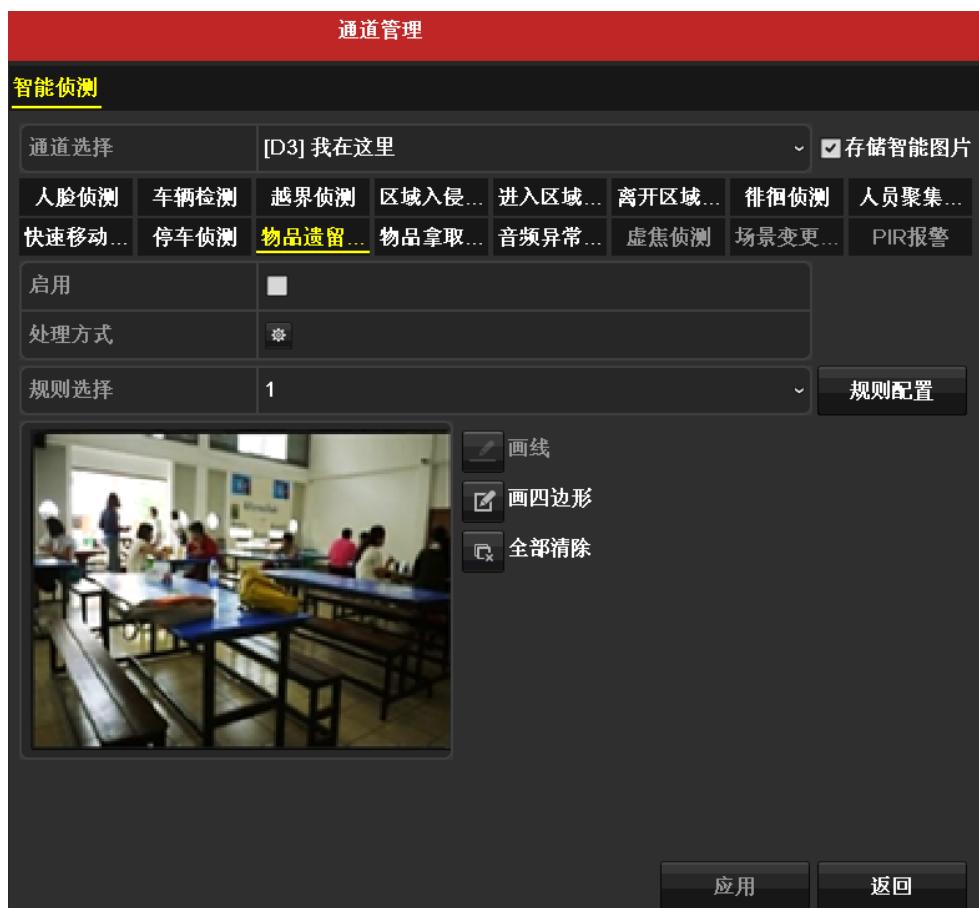 通道管理
智能侦测
通道选择 [D3] 我在这里 存储智能图片
人脸侦测 车辆检测 越界侦测 区域入侵... 进入区域... 离开区域... 徘徊侦测 人员聚集...
快速移动... 停车侦测 物品遗留... 物品拿取... 音频异常... 虚焦侦测 场景变更... PIR报警
启用
处理方式
规则选择 1 规则配置
画线
画四边形
全部清除
应用 返回